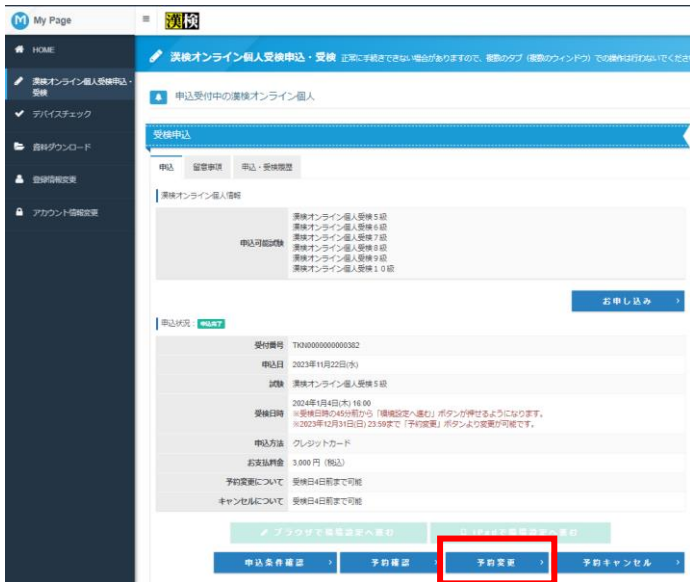 My Page
漢検
HOME
漢検オンライン個人受検申込・受検 正常に手続きできない場合がありますので、複数のタブ（複数のウィンドウ）での操作は行わないでくださ
漢検オンライン個人受検申込・
受検
申込受付中の漢検オンライン個人
デバイスチェック
受検申込
資料ダウンロード
申込 留意事項 申込・受検履歴
登録情報変更
漢検オンライン個人情報
アカウント情報変更
漢検オンライン個人受検５級
漢検オンライン個人受検６級
漢検オンライン個人受検７級
申込可能試験
漢検オンライン個人受検８級
漢検オンライン個人受検９級
漢検オンライン個人受検１０級
お申し込み
申込状況： 申込完了
受付番号 TKN0000000000382
申込日 2023年11月22日(水)
試験 漢検オンライン個人受検５級
2024年1月4日(木) 16:00
受検日時 ※受検日時の45分前から「環境設定へ進む」ボタンが押せるようになります。
※2023年12月31日(日) 23:59まで「予約変更」ボタンより変更が可能です。
申込方法 クレジットカード
お支払料金 3,000 円（税込）
予約変更について 受検日4日前まで可能
キャンセルについて 受検日4日前まで可能
ブラウザで環境設定へ進む iPadで環境設定へ進む
申込条件確認 予約確認 予約変更 予約キャンセル